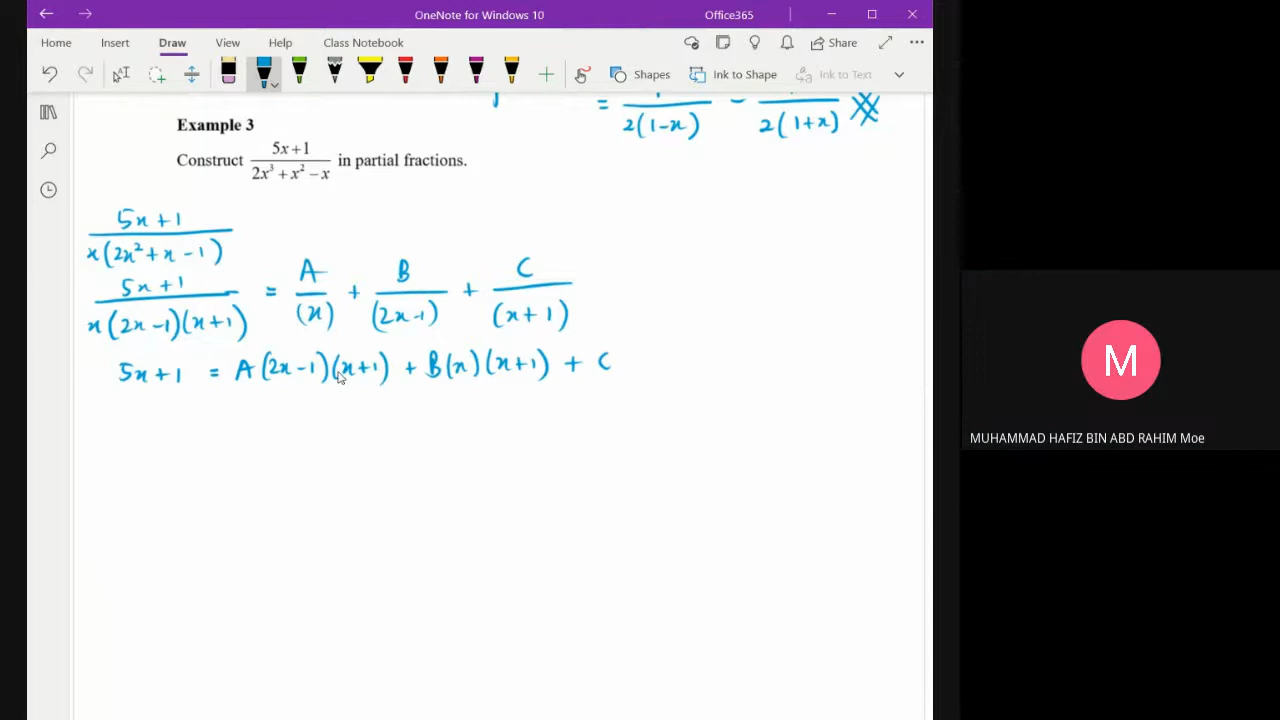 OneNote for Windows 10
Office365
Home Insert Draw View Help Class Notebook
Share
Shapes Ink to Shape Ink to Text
= 2(1-x) - 2(1+x)
Example 3
Construct 5x+1 / 2x³ + x² − x in partial fractions.
5x+1 / x(2x²+x-1)
5x+1 / x(2x-1)(x+1) = A / (x) + B / (2x-1) + C / (x+1)
5x+1 = A(2x-1)(x+1) + B(x)(x+1) + C
M
MUHAMMAD HAFIZ BIN ABD RAHIM Moe